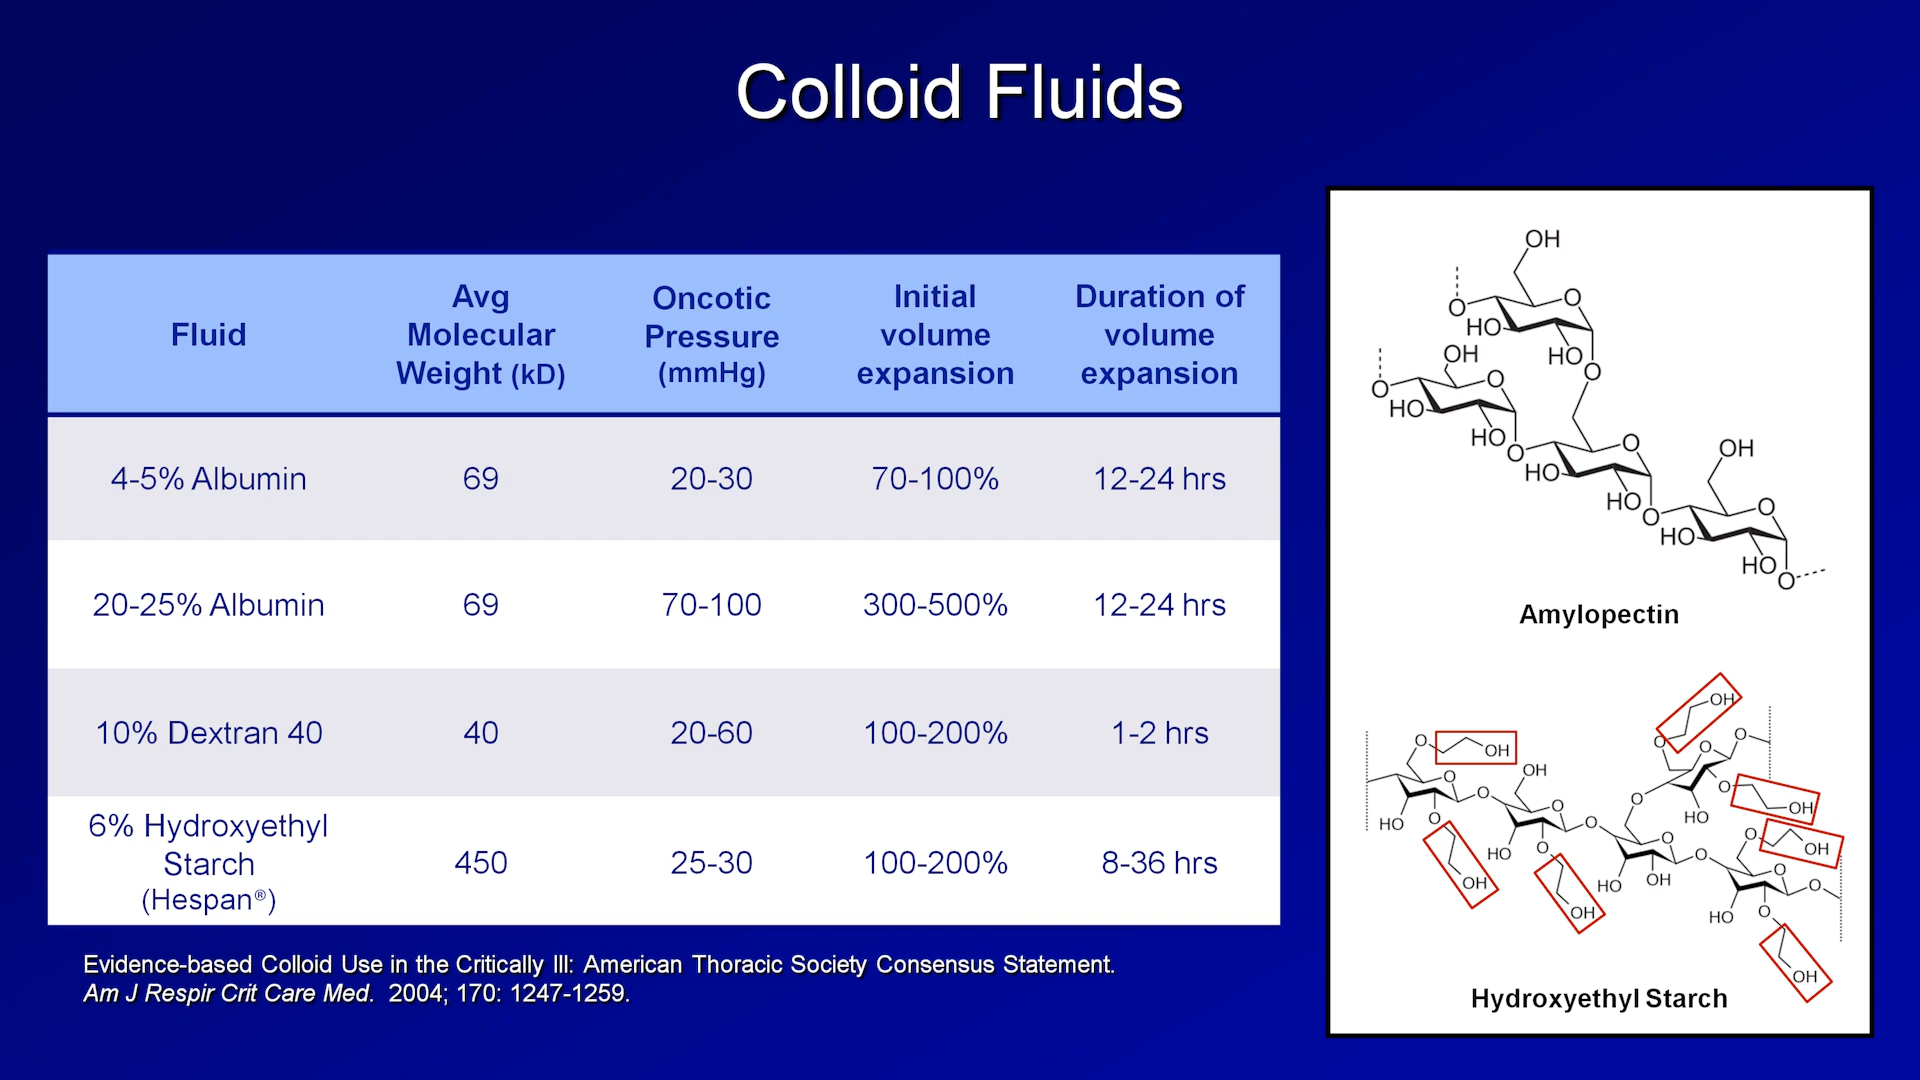 Colloid Fluids
Fluid
Avg
Molecular
Weight (kD)
Oncotic
Pressure
(mmHg)
Initial
volume
expansion
Duration of
volume
expansion
4-5% Albumin 69 20-30 70-100% 12-24 hrs
20-25% Albumin 69 70-100 300-500% 12-24 hrs
10% Dextran 40 40 20-60 100-200% 1-2 hrs
6% Hydroxyethyl
Starch
(Hespan®)
450 25-30 100-200% 8-36 hrs
Evidence-based Colloid Use in the Critically Ill: American Thoracic Society Consensus Statement.
Am J Respir Crit Care Med. 2004; 170: 1247-1259.
OH
O
O
HO
HO
OH
O
O
O
HO
HO
O
O
HO
HO
OH
O
O
HO
HO
O
Amylopectin
OH
O
OH
O
O
O
O
OH
O
O
O
OH
HO
O
HO
O
O
O
O
O
OH
HO
O
O
O
OH
HO
OH
O
O
HO
O
OH
OH
Hydroxyethyl Starch